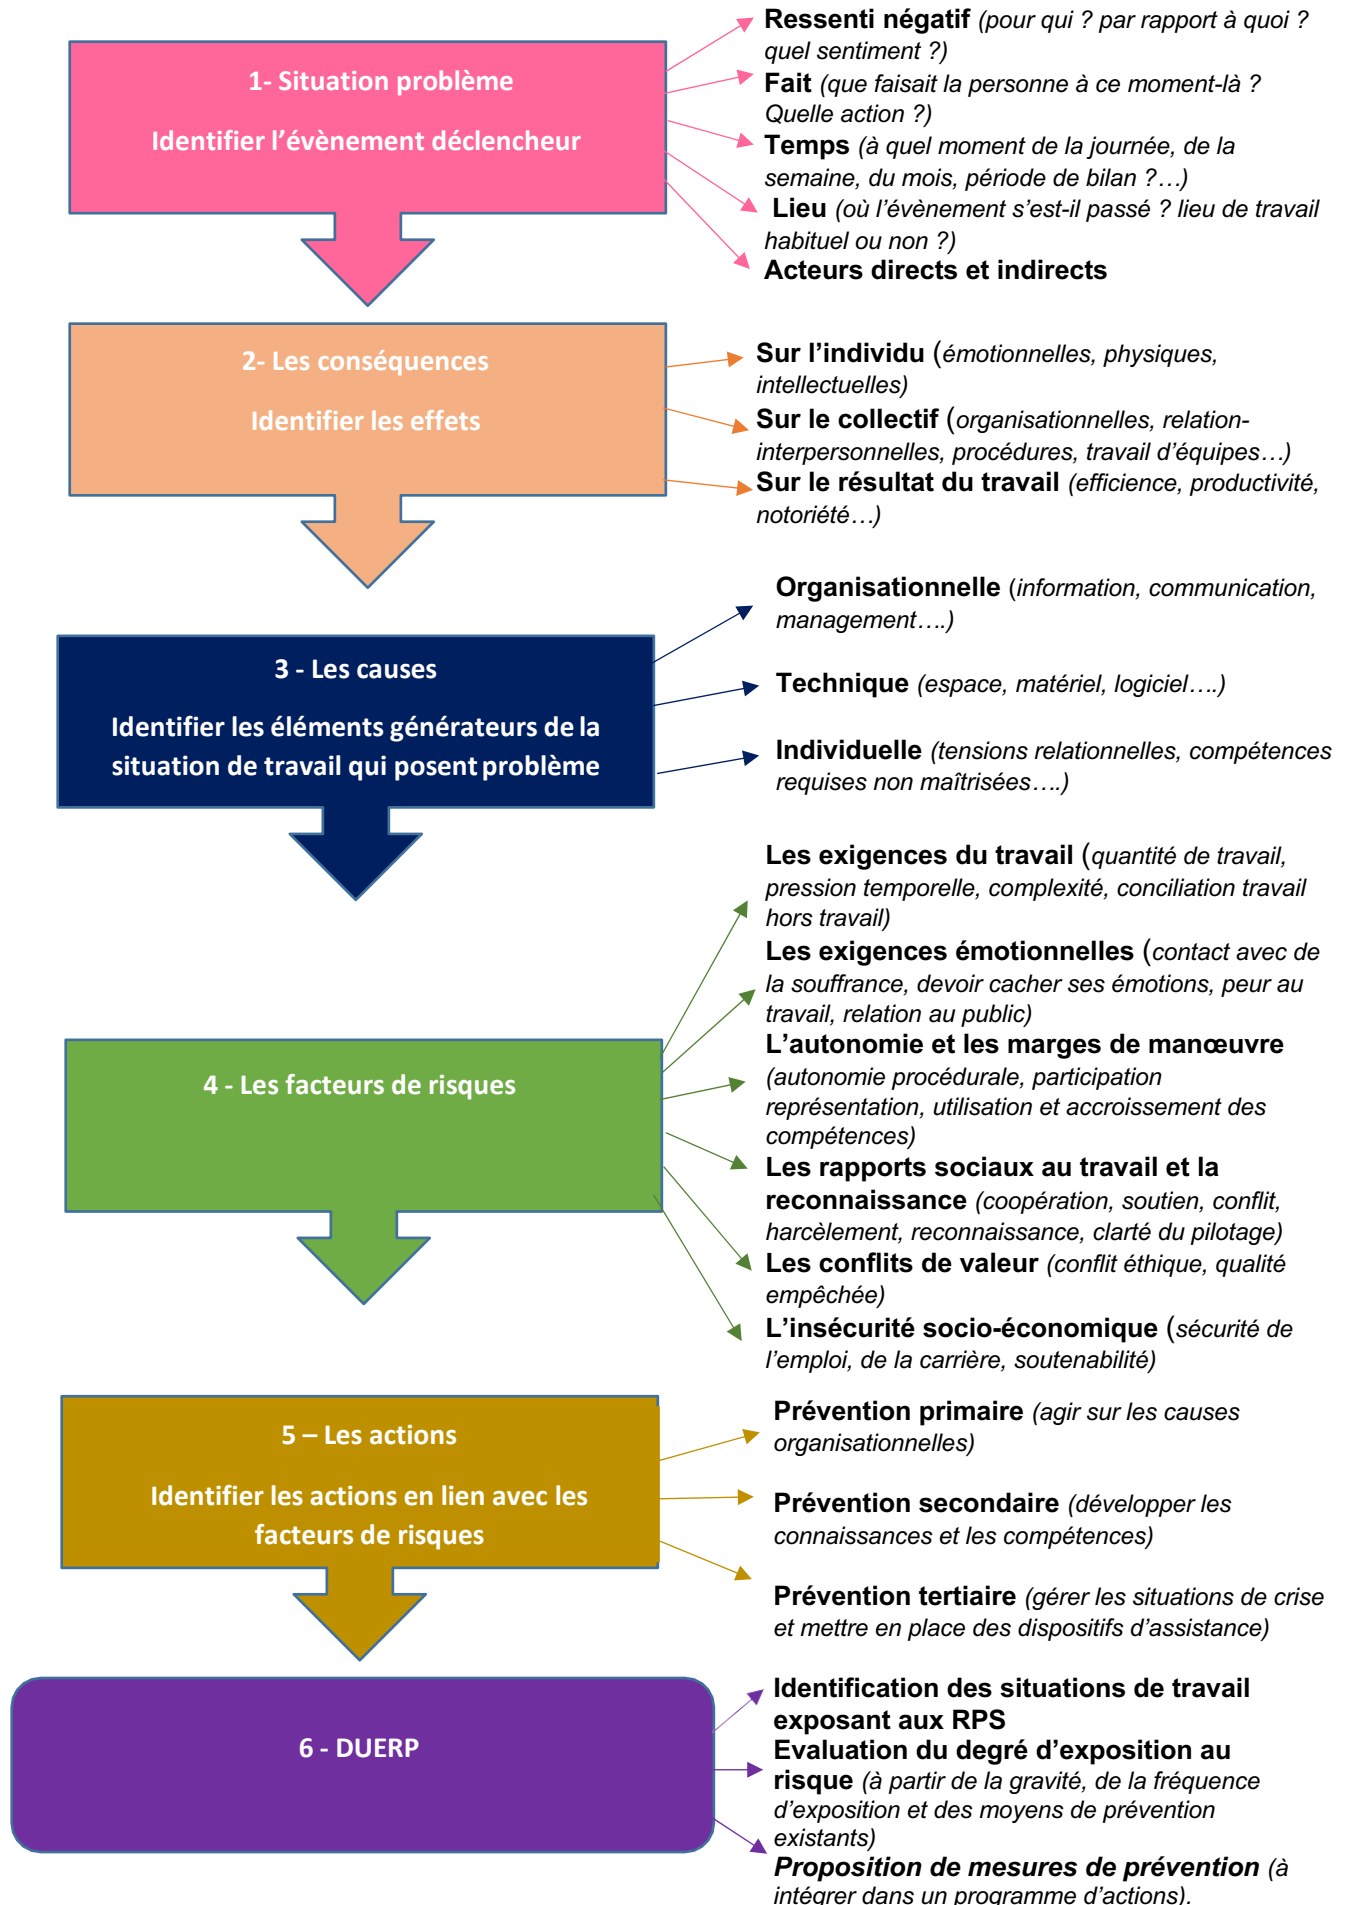 1- Situation problème
Identifier l’évènement déclencheur
Ressenti négatif (pour qui ? par rapport à quoi ?
quel sentiment ?)
Fait (que faisait la personne à ce moment-là ?
Quelle action ?)
Temps (à quel moment de la journée, de la
semaine, du mois, période de bilan ?…)
Lieu (où l’évènement s’est-il passé ? lieu de travail
habituel ou non ?)
Acteurs directs et indirects
2- Les conséquences
Identifier les effets
Sur l’individu (émotionnelles, physiques,
intellectuelles)
Sur le collectif (organisationnelles, relation-
interpersonnelles, procédures, travail d’équipes…)
Sur le résultat du travail (efficience, productivité,
notoriété…)
3 - Les causes
Identifier les éléments générateurs de la
situation de travail qui posent problème
Organisationnelle (information, communication,
management….)
Technique (espace, matériel, logiciel….)
Individuelle (tensions relationnelles, compétences
requises non maîtrisées….)
4 - Les facteurs de risques
Les exigences du travail (quantité de travail,
pression temporelle, complexité, conciliation travail
hors travail)
Les exigences émotionnelles (contact avec de
la souffrance, devoir cacher ses émotions, peur au
travail, relation au public)
L’autonomie et les marges de manœuvre
(autonomie procédurale, participation
représentation, utilisation et accroissement des
compétences)
Les rapports sociaux au travail et la
reconnaissance (coopération, soutien, conflit,
harcèlement, reconnaissance, clarté du pilotage)
Les conflits de valeur (conflit éthique, qualité
empêchée)
L’insécurité socio-économique (sécurité de
l’emploi, de la carrière, soutenabilité)
5 – Les actions
Identifier les actions en lien avec les
facteurs de risques
Prévention primaire (agir sur les causes
organisationnelles)
Prévention secondaire (développer les
connaissances et les compétences)
Prévention tertiaire (gérer les situations de crise
et mettre en place des dispositifs d’assistance)
6 - DUERP
Identification des situations de travail
exposant aux RPS
Evaluation du degré d’exposition au
risque (à partir de la gravité, de la fréquence
d’exposition et des moyens de prévention
existants)
Proposition de mesures de prévention (à
intégrer dans un programme d’actions).